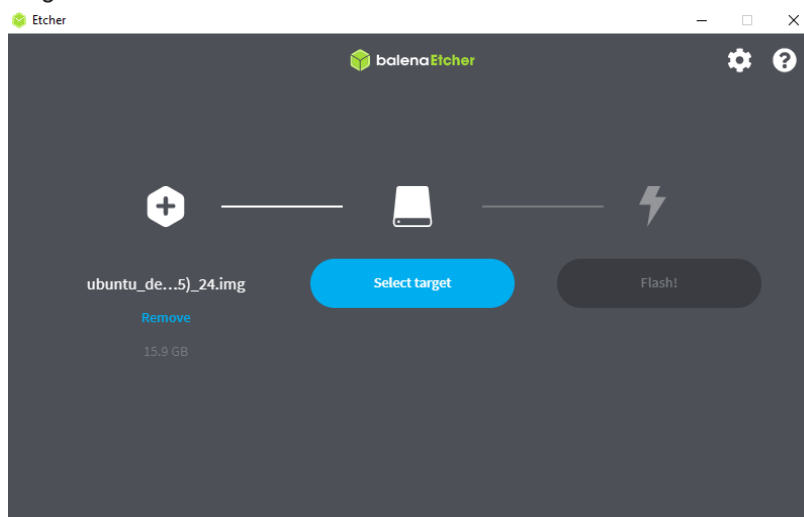 Etcher
balenaEtcher
ubuntu_de...5)_24.img
Select target
Flash!
Remove
15.9 GB